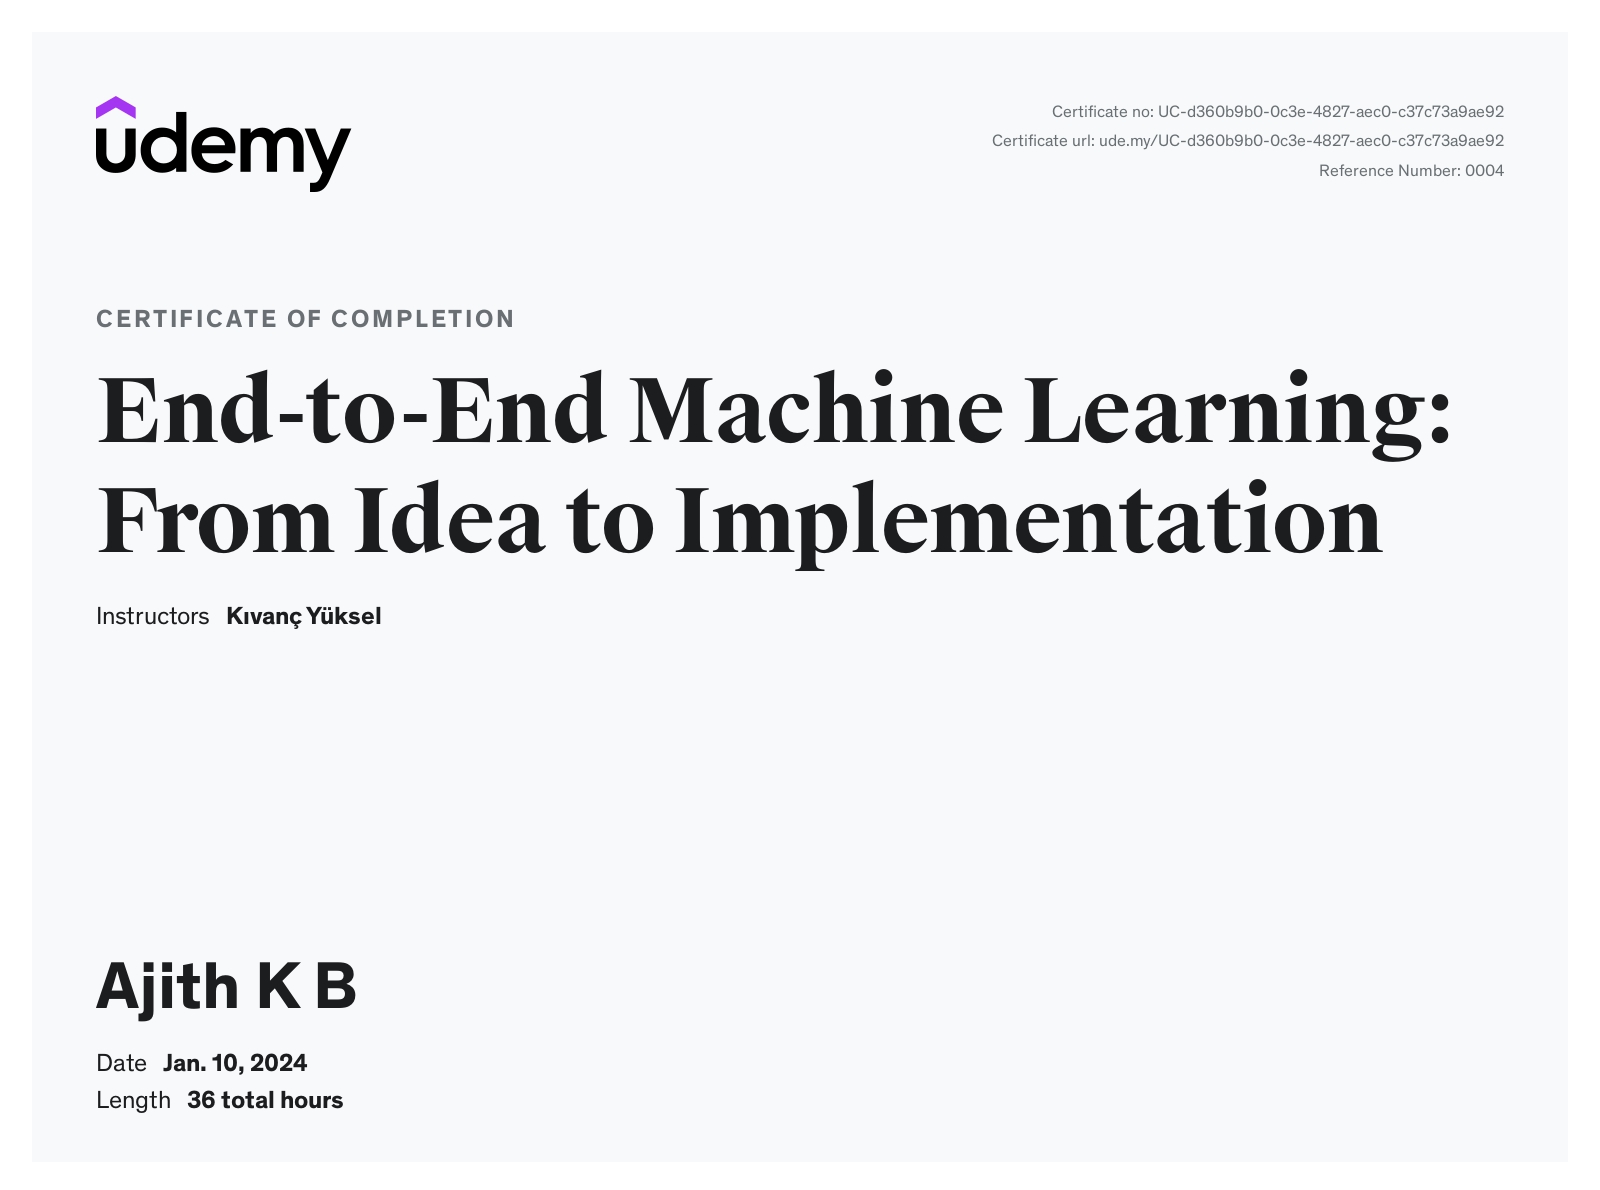 udemy
Certificate no: UC-d360b9b0-0c3e-4827-aec0-c37c73a9ae92
Certificate url: ude.my/UC-d360b9b0-0c3e-4827-aec0-c37c73a9ae92
Reference Number: 0004
CERTIFICATE OF COMPLETION
End-to-End Machine Learning:
From Idea to Implementation
Instructors Kıvanç Yüksel
Ajith K B
Date Jan. 10, 2024
Length 36 total hours